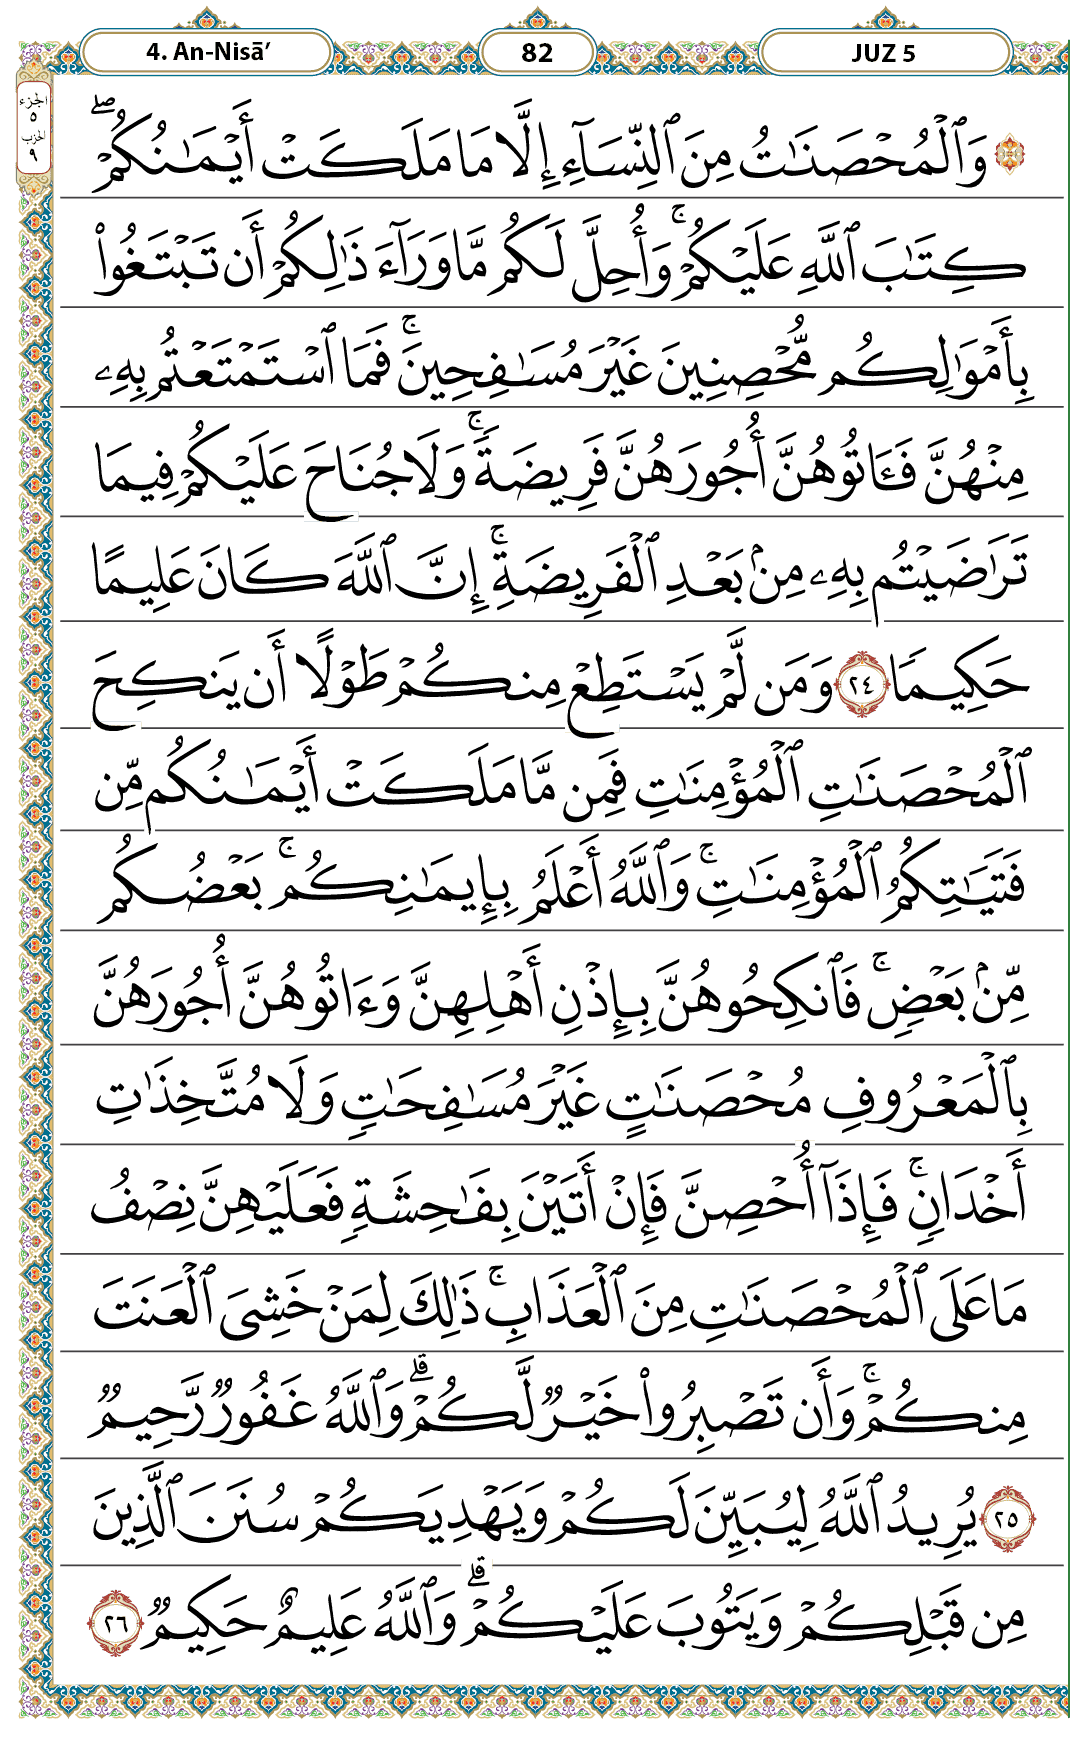 4. An-Nisā’
82
JUZ 5
الجزء
٥
الحزب
٩
۞ وَٱلْمُحْصَنَـٰتُ مِنَ ٱلنِّسَآءِ إِلَّا مَا مَلَكَتْ أَيْمَـٰنُكُمْ ۖ
كِتَـٰبَ ٱللَّهِ عَلَيْكُمْ ۚ وَأُحِلَّ لَكُم مَّا وَرَآءَ ذَٰلِكُمْ أَن تَبْتَغُوا۟
بِأَمْوَٰلِكُم مُّحْصِنِينَ غَيْرَ مُسَـٰفِحِينَ ۚ فَمَا ٱسْتَمْتَعْتُم بِهِۦ
مِنْهُنَّ فَـَٔاتُوهُنَّ أُجُورَهُنَّ فَرِيضَةً ۚ وَلَا جُنَاحَ عَلَيْكُمْ فِيمَا
تَرَٰضَيْتُم بِهِۦ مِنۢ بَعْدِ ٱلْفَرِيضَةِ ۚ إِنَّ ٱللَّهَ كَانَ عَلِيمًا
حَكِيمًا ٢٤ وَمَن لَّمْ يَسْتَطِعْ مِنكُمْ طَوْلًا أَن يَنكِحَ
ٱلْمُحْصَنَـٰتِ ٱلْمُؤْمِنَـٰتِ فَمِن مَّا مَلَكَتْ أَيْمَـٰنُكُم مِّن
فَتَيَـٰتِكُمُ ٱلْمُؤْمِنَـٰتِ ۚ وَٱللَّهُ أَعْلَمُ بِإِيمَـٰنِكُم ۚ بَعْضُكُم
مِّنۢ بَعْضٍ ۚ فَٱنكِحُوهُنَّ بِإِذْنِ أَهْلِهِنَّ وَءَاتُوهُنَّ أُجُورَهُنَّ
بِٱلْمَعْرُوفِ مُحْصَنَـٰتٍ غَيْرَ مُسَـٰفِحَـٰتٍ وَلَا مُتَّخِذَٰتِ
أَخْدَانٍ ۚ فَإِذَآ أُحْصِنَّ فَإِنْ أَتَيْنَ بِفَـٰحِشَةٍ فَعَلَيْهِنَّ نِصْفُ
مَا عَلَى ٱلْمُحْصَنَـٰتِ مِنَ ٱلْعَذَابِ ۚ ذَٰلِكَ لِمَنْ خَشِىَ ٱلْعَنَتَ
مِنكُمْ ۚ وَأَن تَصْبِرُوا۟ خَيْرٌ لَّكُمْ ۗ وَٱللَّهُ غَفُورٌ رَّحِيمٌ
٢٥ يُرِيدُ ٱللَّهُ لِيُبَيِّنَ لَكُمْ وَيَهْدِيَكُمْ سُنَنَ ٱلَّذِينَ
مِن قَبْلِكُمْ وَيَتُوبَ عَلَيْكُمْ ۗ وَٱللَّهُ عَلِيمٌ حَكِيمٌ ٢٦